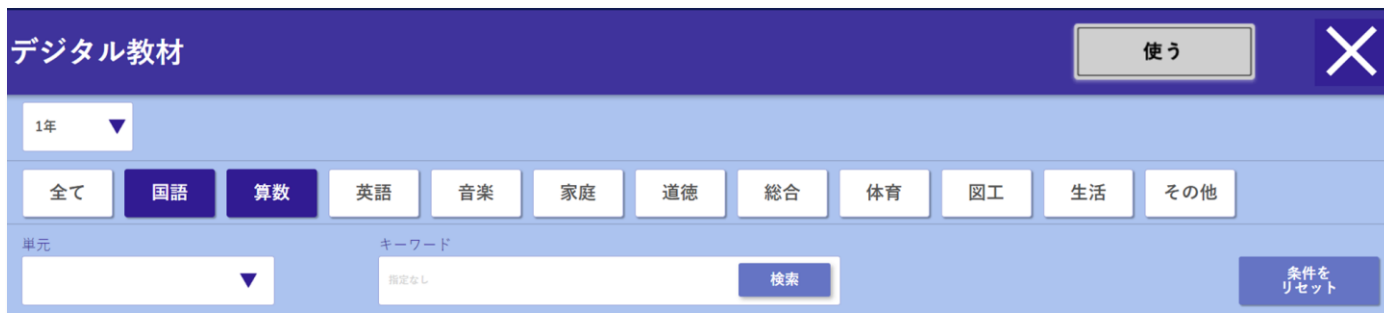 デジタル教材
使う
1年
全て 国語 算数 英語 音楽 家庭 道徳 総合 体育 図工 生活 その他
単元 キーワード
指定なし 検索
条件を
リセット